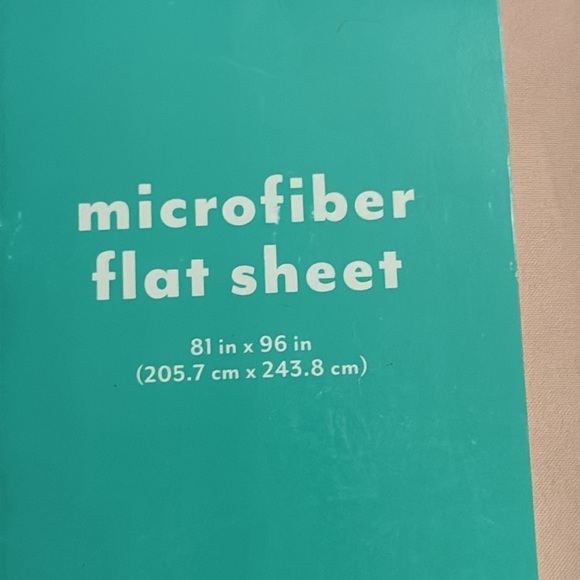 microfiber
flat sheet
81 in x 96 in
(205.7 cm x 243.8 cm)